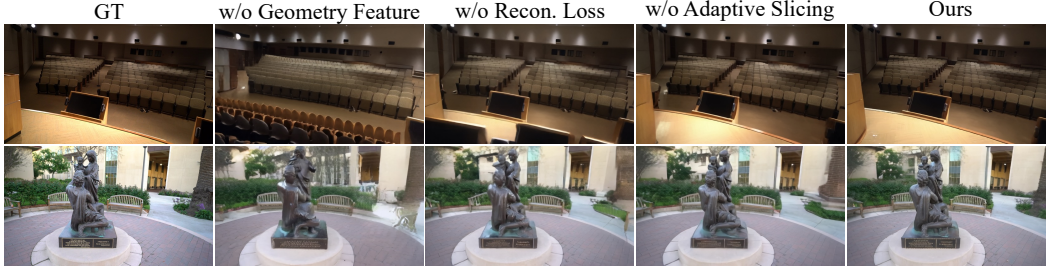 GT
w/o Geometry Feature
w/o Recon. Loss
w/o Adaptive Slicing
Ours